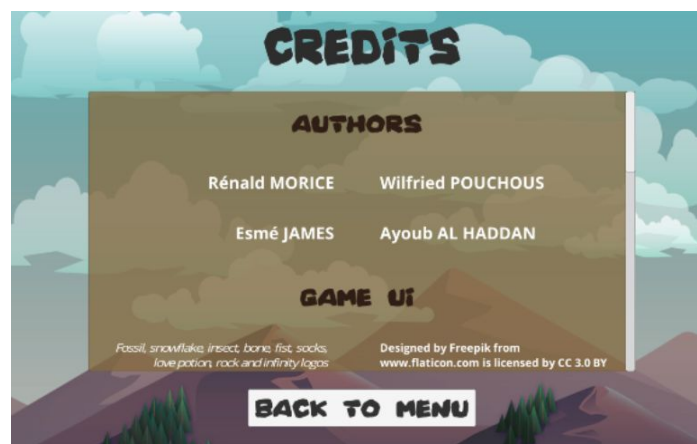 CREDITS
AUTHORS
Rénald MORICE Wilfried POUCHOUS
Esmé JAMES Ayoub AL HADDAN
GAME UI
Fossil, snowflake, insect, bone, fist, socks, Designed by Freepik from
love potion, rock and infinity logos www.flaticon.com is licensed by CC 3.0 BY
BACK TO MENU